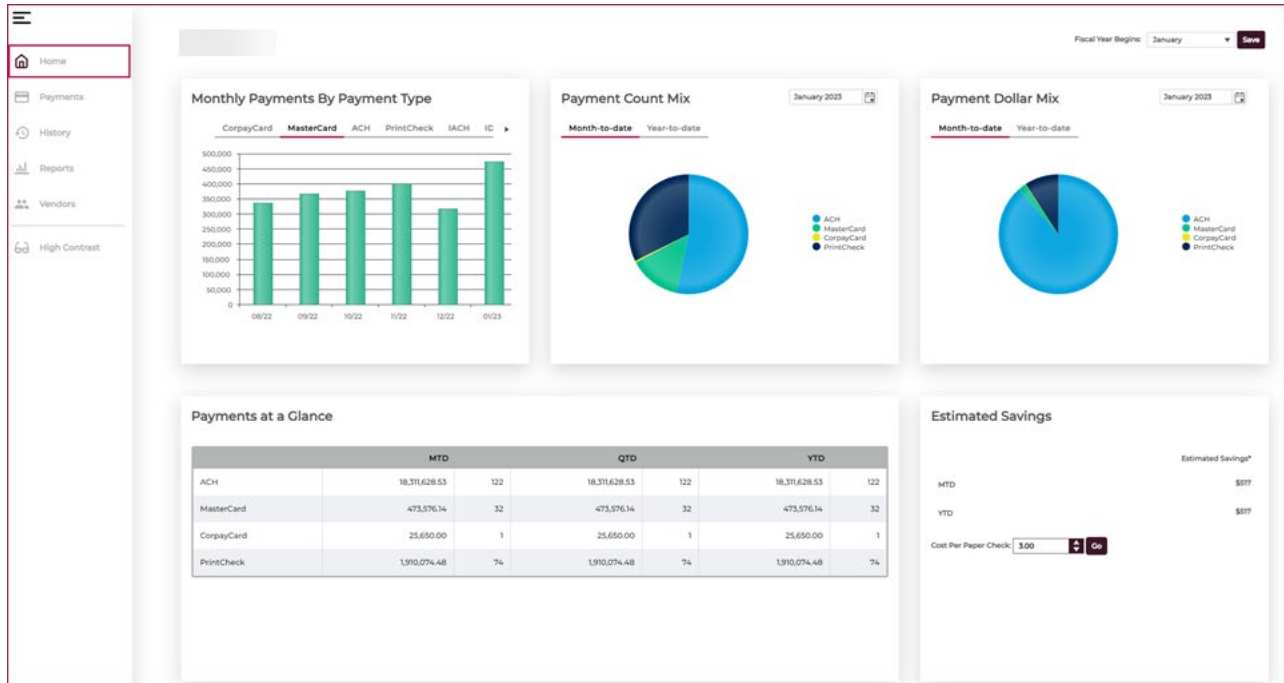 Fiscal Year Begins: January Save
Home
Payments
History
Reports
Vendors
High Contrast
Monthly Payments By Payment Type
CorpayCard MasterCard ACH PrintCheck IACH
500,000
450,000
400,000
350,000
300,000
250,000
200,000
150,000
100,000
50,000
0
08/22 09/22 10/22 11/22 12/22 01/23
Payment Count Mix January 2023
Month-to-date Year-to-date
ACH
MasterCard
CorpayCard
PrintCheck
Payment Dollar Mix January 2023
Month-to-date Year-to-date
ACH
MasterCard
CorpayCard
PrintCheck
Payments at a Glance
MTD QTD YTD
ACH 18,311,628.53 122 18,311,628.53 122 18,311,628.53 122
MasterCard 473,576.14 32 473,576.14 32 473,576.14 32
CorpayCard 25,650.00 1 25,650.00 1 25,650.00 1
PrintCheck 1,910,074.48 74 1,910,074.48 74 1,910,074.48 74
Estimated Savings
Estimated Savings*
MTD $517
YTD $517
Cost Per Paper Check: 3.00 Go